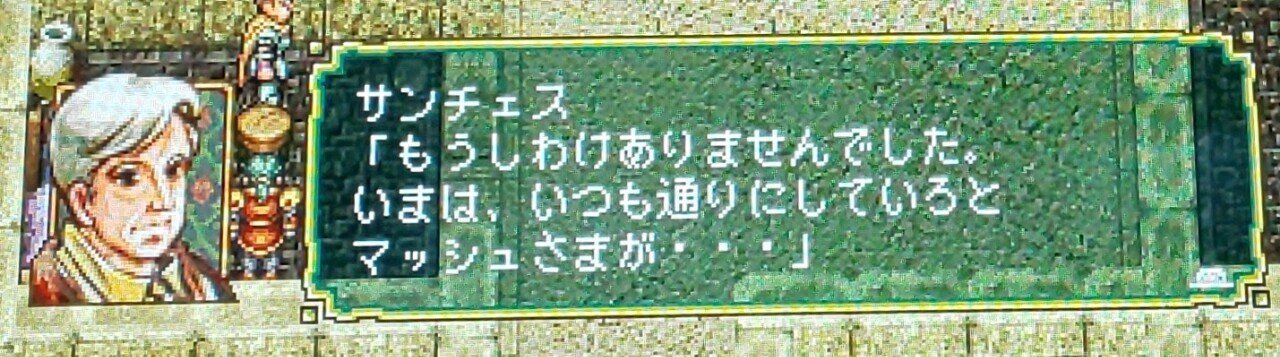 サンチェス
「もうしわけありませんでした。
いまは、いつも通りにしていろと
マッシュさまが・・・」